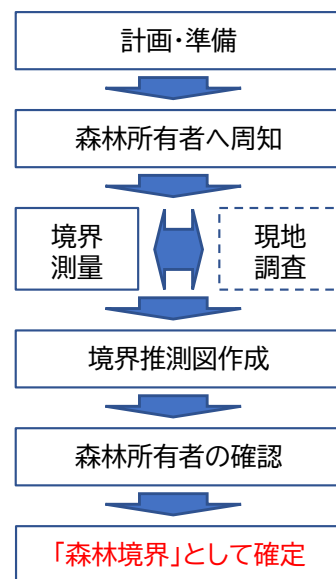 計画・準備
森林所有者へ周知
境界
測量
現地
調査
境界推測図作成
森林所有者の確認
「森林境界」として確定